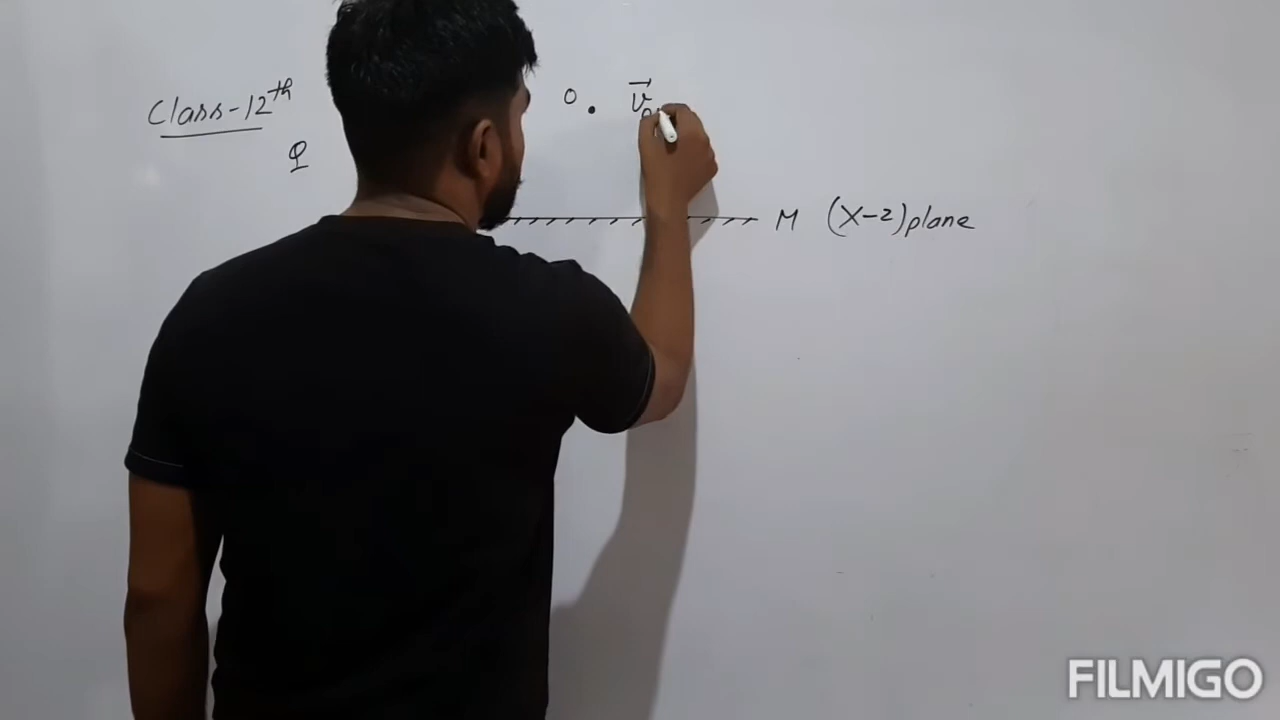 Class-12th
O . v⃗o
Q
M (X-Z) plane
FILMIGO